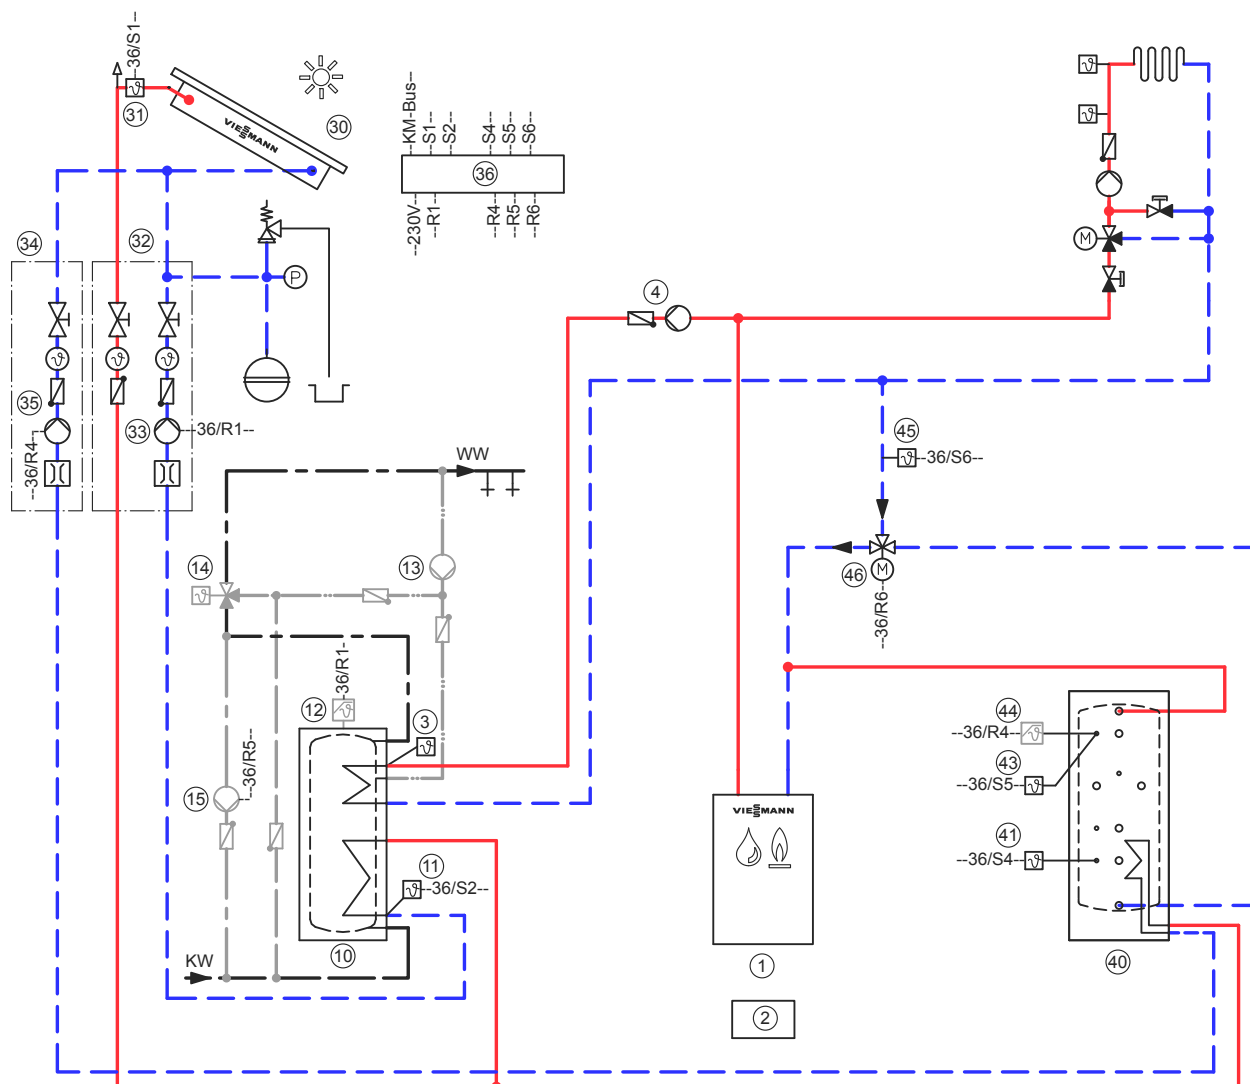 --36/S1--
31
VIESMANN
30
--KM-Bus--
--S1--
--S2--
--S4--
--S5--
--S6--
36
--230V--
--R1--
--R4--
--R5--
--R6--
34
32
P
M
4
35
33
--36/R1--
--36/R4--
45
--36/S6--
WW
14
13
46
M
--36/R6--
--36/R1-
12
3
44
--36/R4--
43
--36/S5--
--36/R5--
15
VIESMANN
41
--36/S4--
11
--36/S2--
KW
10
1
40
2